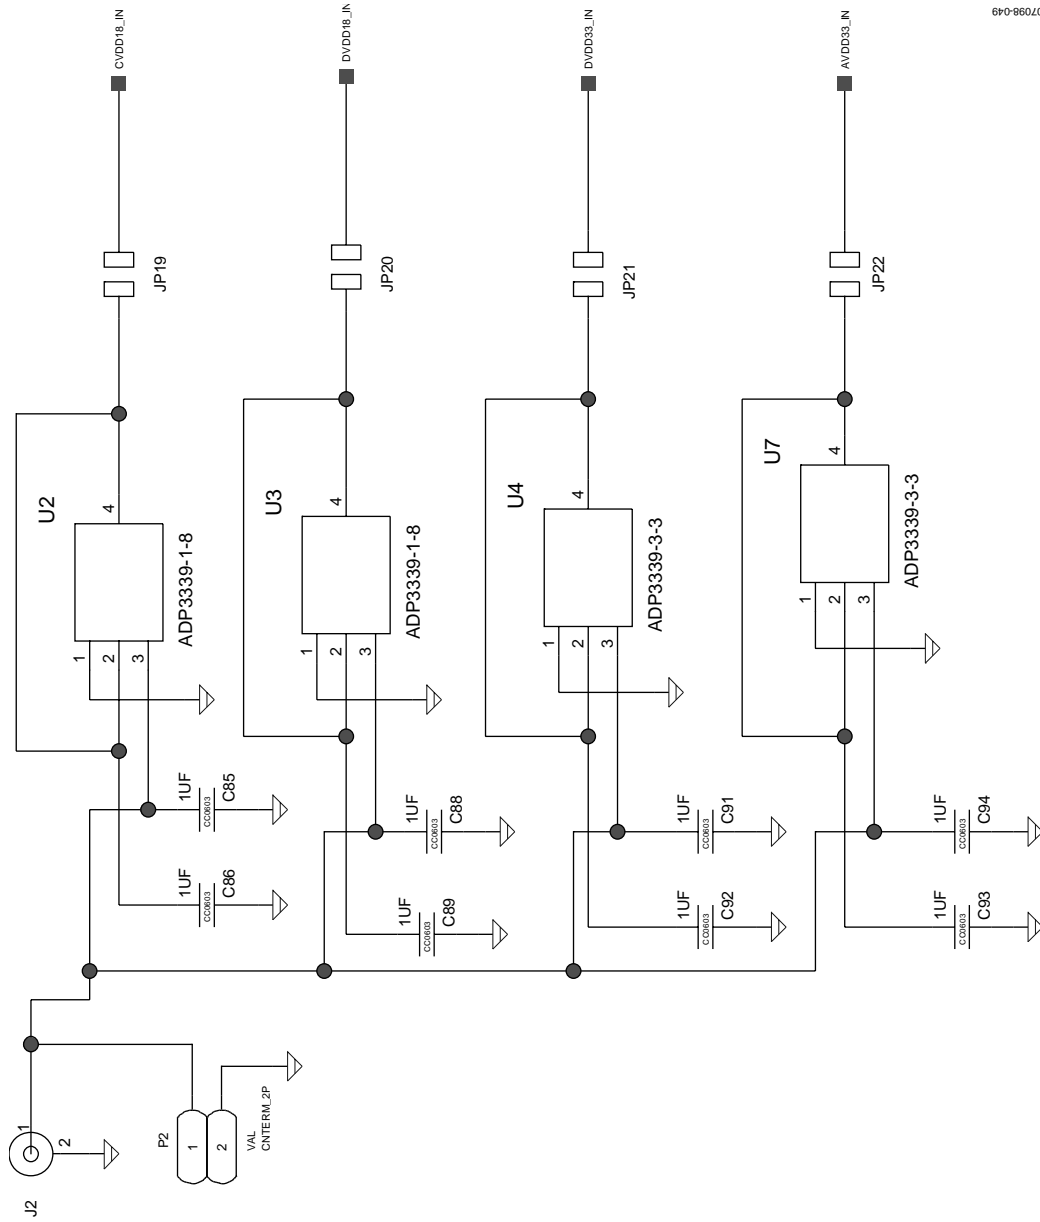 07098-049
CVDD18_IN
DVDD18_IN
DVDD33_IN
AVDD33_IN
JP19
JP20
JP21
JP22
U2
4
ADP3339-1-8
1
2
3
U3
4
ADP3339-1-8
1
2
3
U4
4
ADP3339-3-3
1
2
3
U7
4
ADP3339-3-3
1
2
3
1UF
CC0603
C85
1UF
CC0603
C86
1UF
CC0603
C88
1UF
CC0603
C89
1UF
CC0603
C91
1UF
CC0603
C92
1UF
CC0603
C94
1UF
CC0603
C93
J2
1
2
P2
1
2
VAL
CNTERM_2P